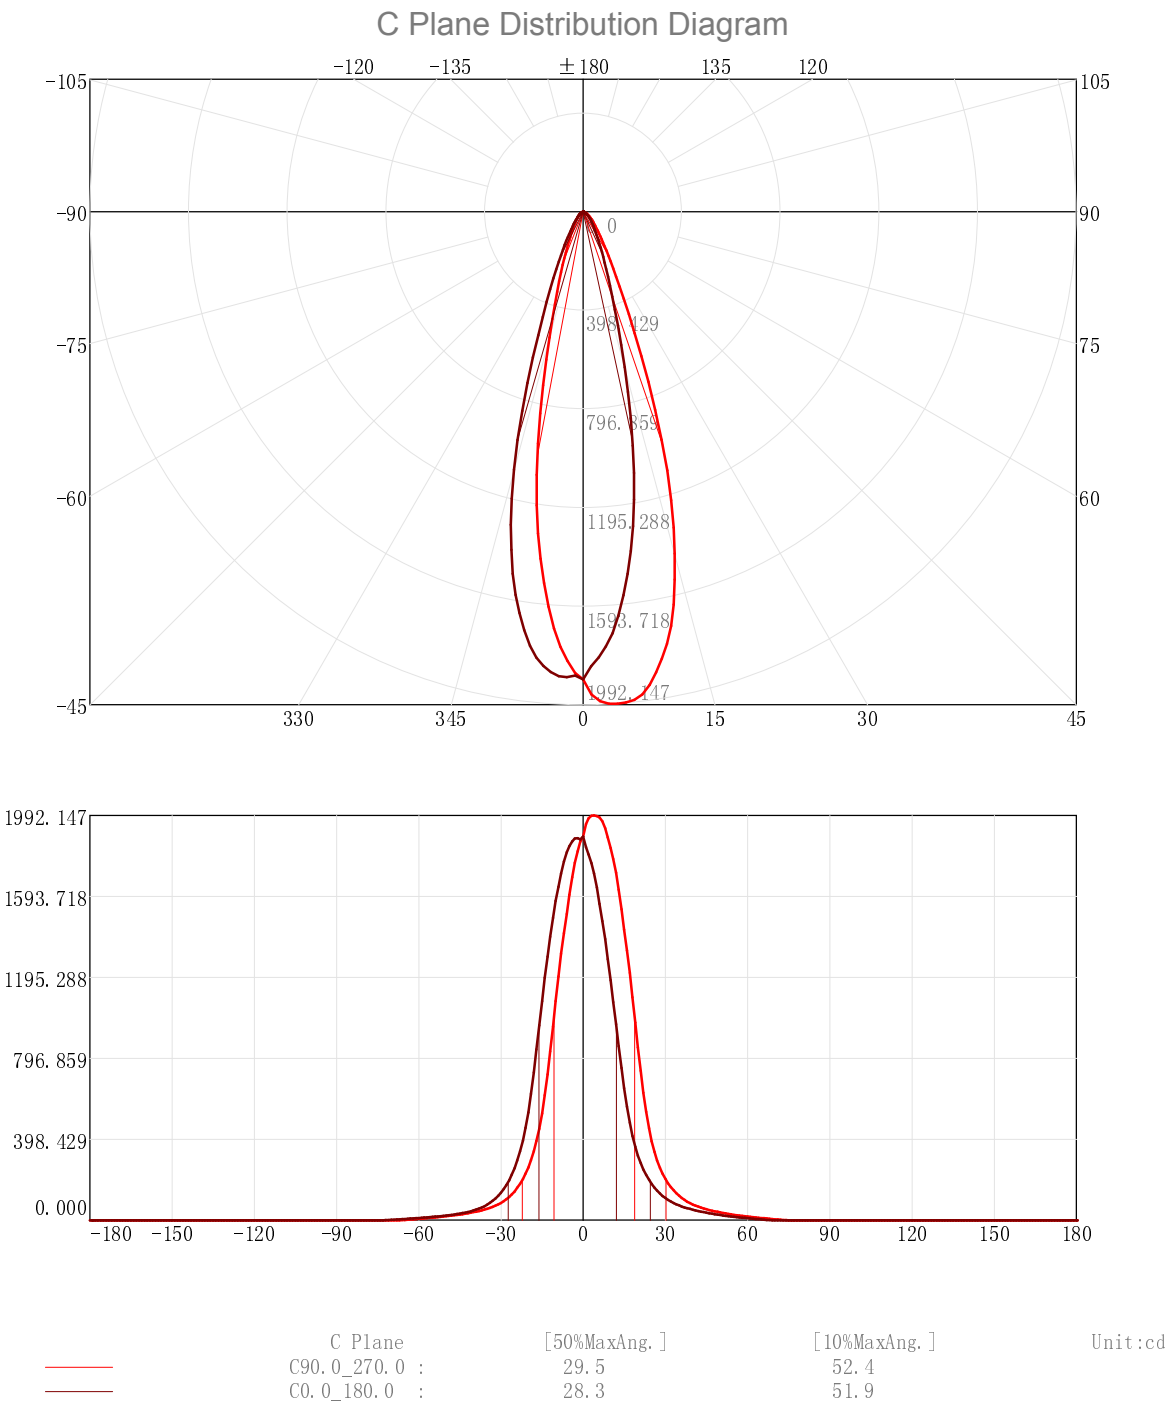 C Plane Distribution Diagram
-120 -135 ±180 135 120
-105 105
-90 90
0
398.429
-75 75
796.859
-60 60
1195.288
1593.718
1992.147
-45
330 345 0 15 30 45
1992.147
1593.718
1195.288
796.859
398.429
0.000
-180 -150 -120 -90 -60 -30 0 30 60 90 120 150 180
C Plane [50%MaxAng.] [10%MaxAng.] Unit:cd
C90.0_270.0 : 29.5 52.4
C0.0_180.0 : 28.3 51.9